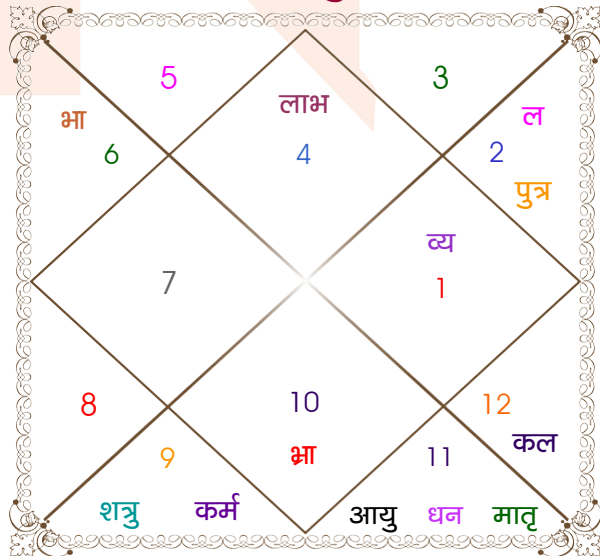 5 लाभ 3
भा 6 4 2 ल
पुत्र
7 व्य 1
8 10 12
9 भ्रा 11 कल
शत्रु कर्म आयु धन मातृ